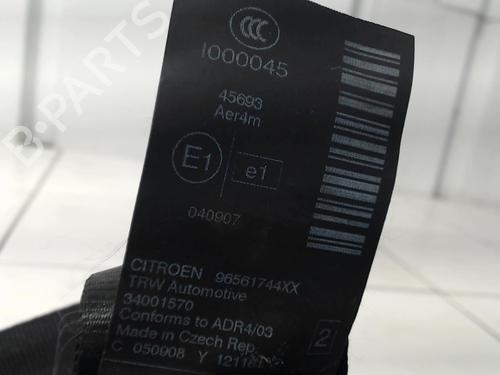 B-PARTS
CCC
I000045
45693
Aer4m
E1
e1
040907
CITROEN 96561744XX
TRW Automotive
34001570
Conforms to ADR4/03
Made in Czech Rep.
2
C 050908 Y